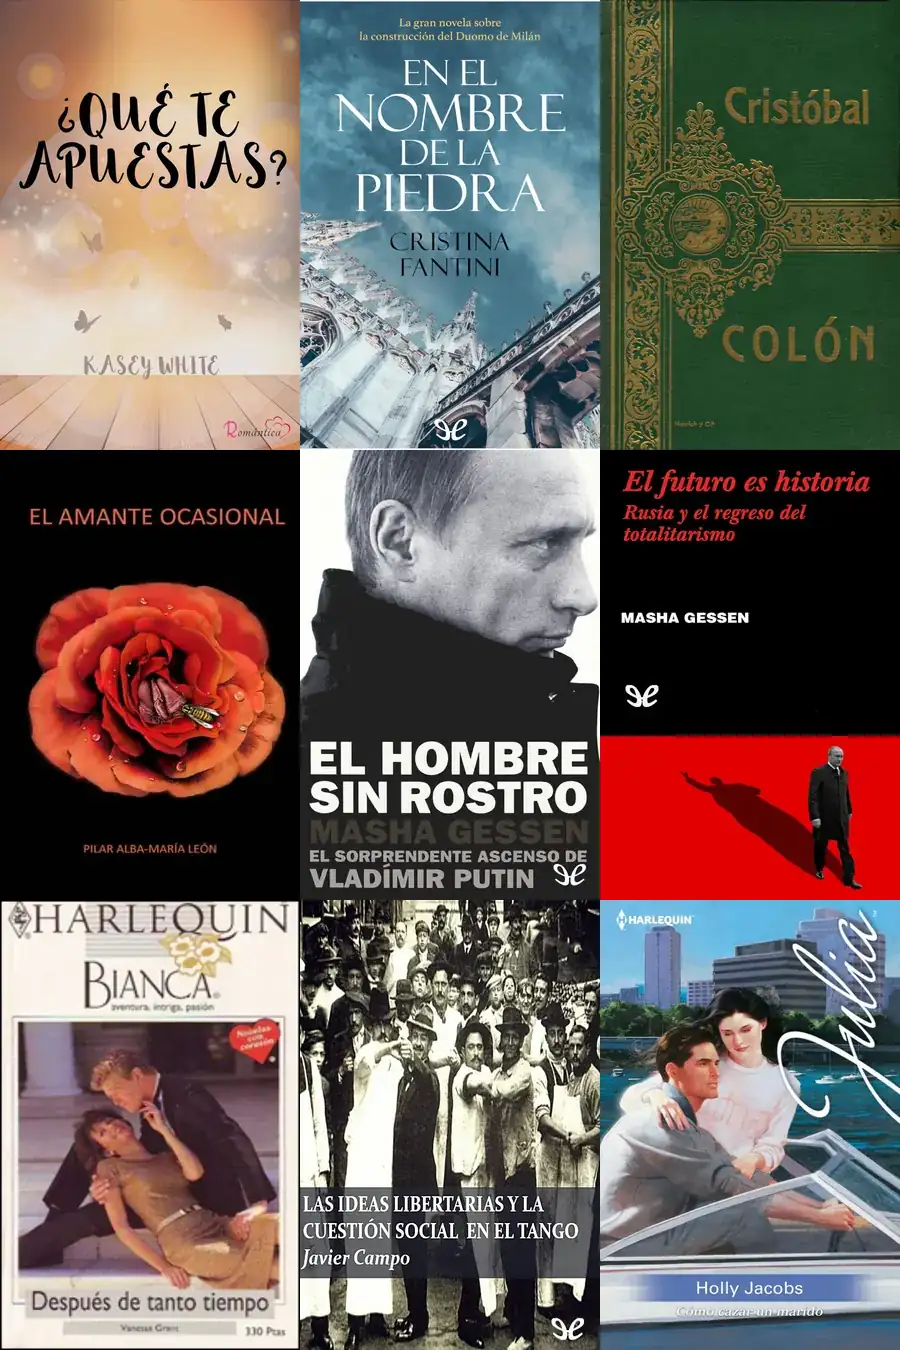 ¿QUÉ TE
APUESTAS?
KASEY WHITE
Romántica
La gran novela sobre
la construcción del Duomo de Milán
EN EL
NOMBRE
DE LA
PIEDRA
CRISTINA
FANTINI
Cristóbal
COLÓN
EL AMANTE OCASIONAL
PILAR ALBA-MARÍA LEÓN
EL HOMBRE
SIN ROSTRO
MASHA GESSEN
EL SORPRENDENTE ASCENSO DE
VLADÍMIR PUTIN
El futuro es historia
Rusia y el regreso del
totalitarismo
MASHA GESSEN
HARLEQUIN
BIANCA
aventura, intriga, pasión
Novelas con
corazón
Después de tanto tiempo
Vanessa Grant
330 Ptas
LAS IDEAS LIBERTARIAS Y LA
CUESTIÓN SOCIAL EN EL TANGO
Javier Campo
HARLEQUIN
Julia
Holly Jacobs
Cómo cazar un marido